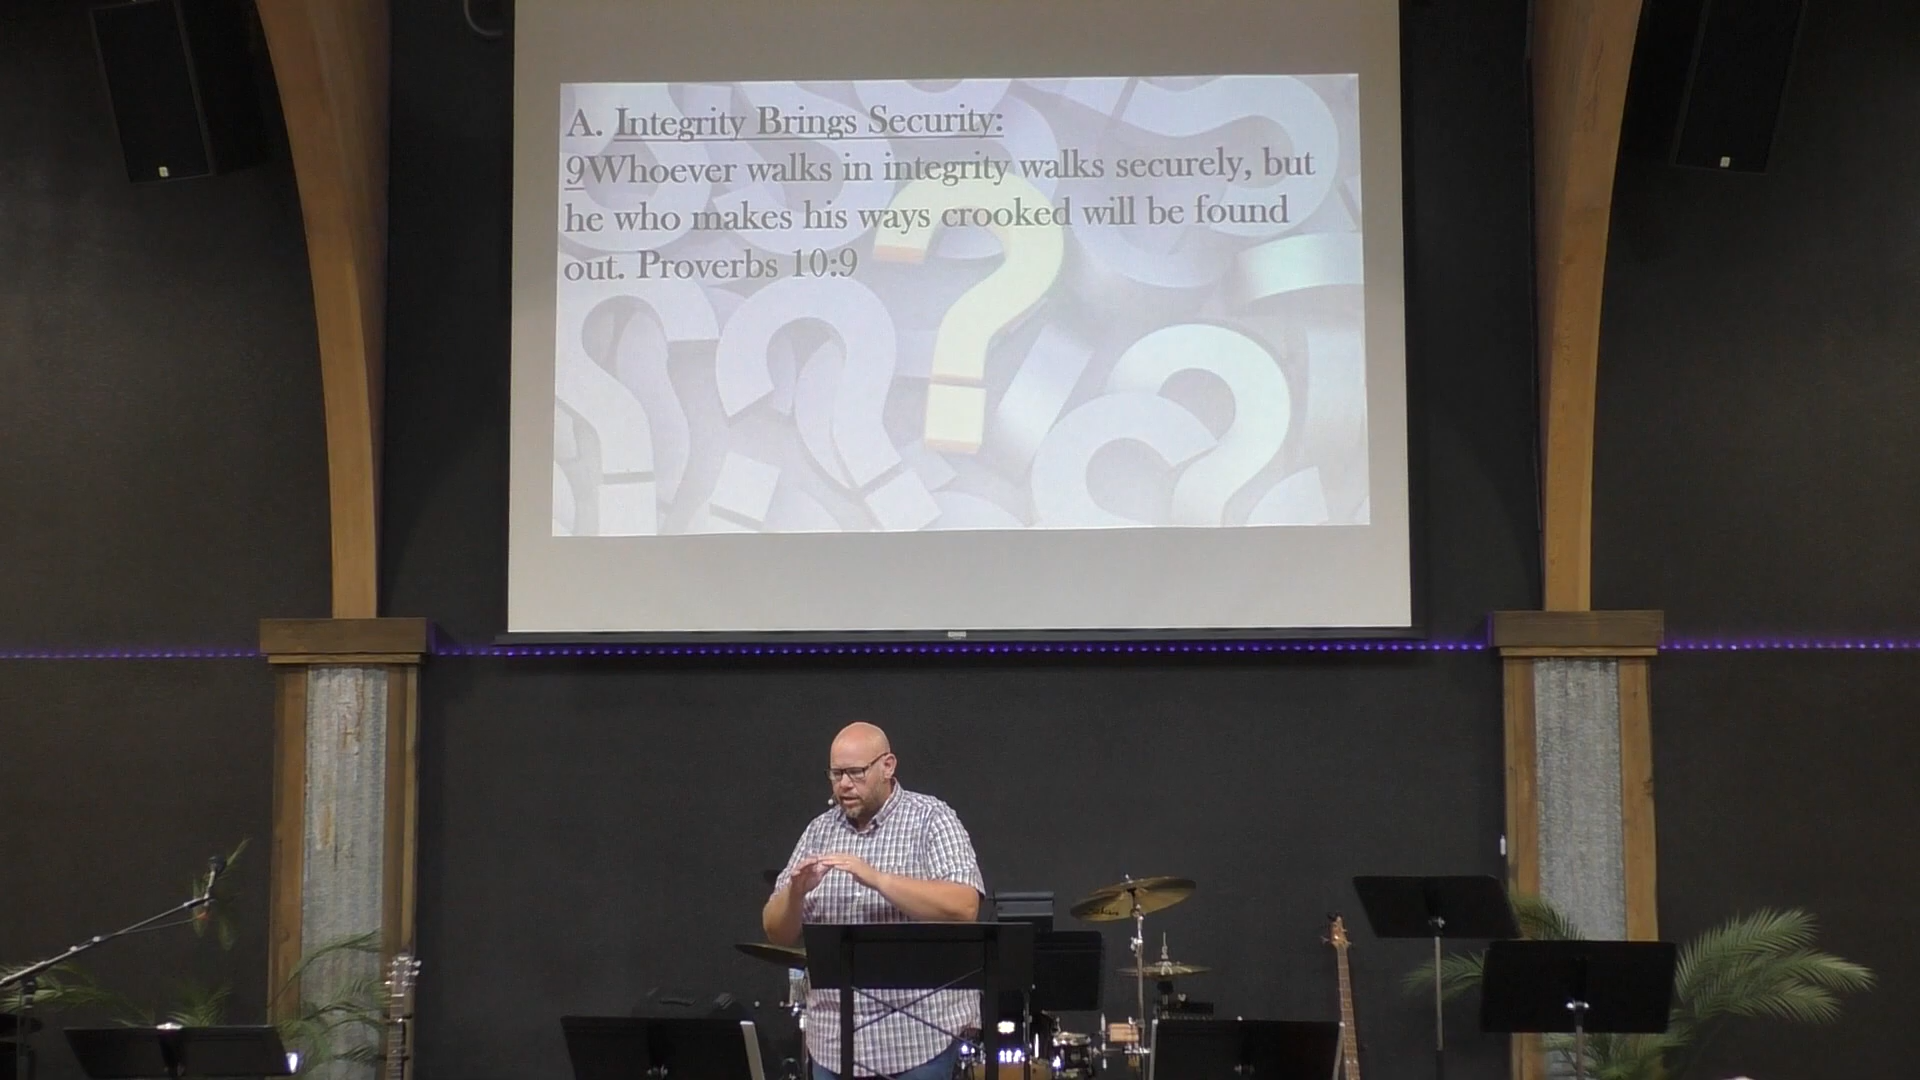 A. Integrity Brings Security:
9Whoever walks in integrity walks securely, but
he who makes his ways crooked will be found
out. Proverbs 10:9